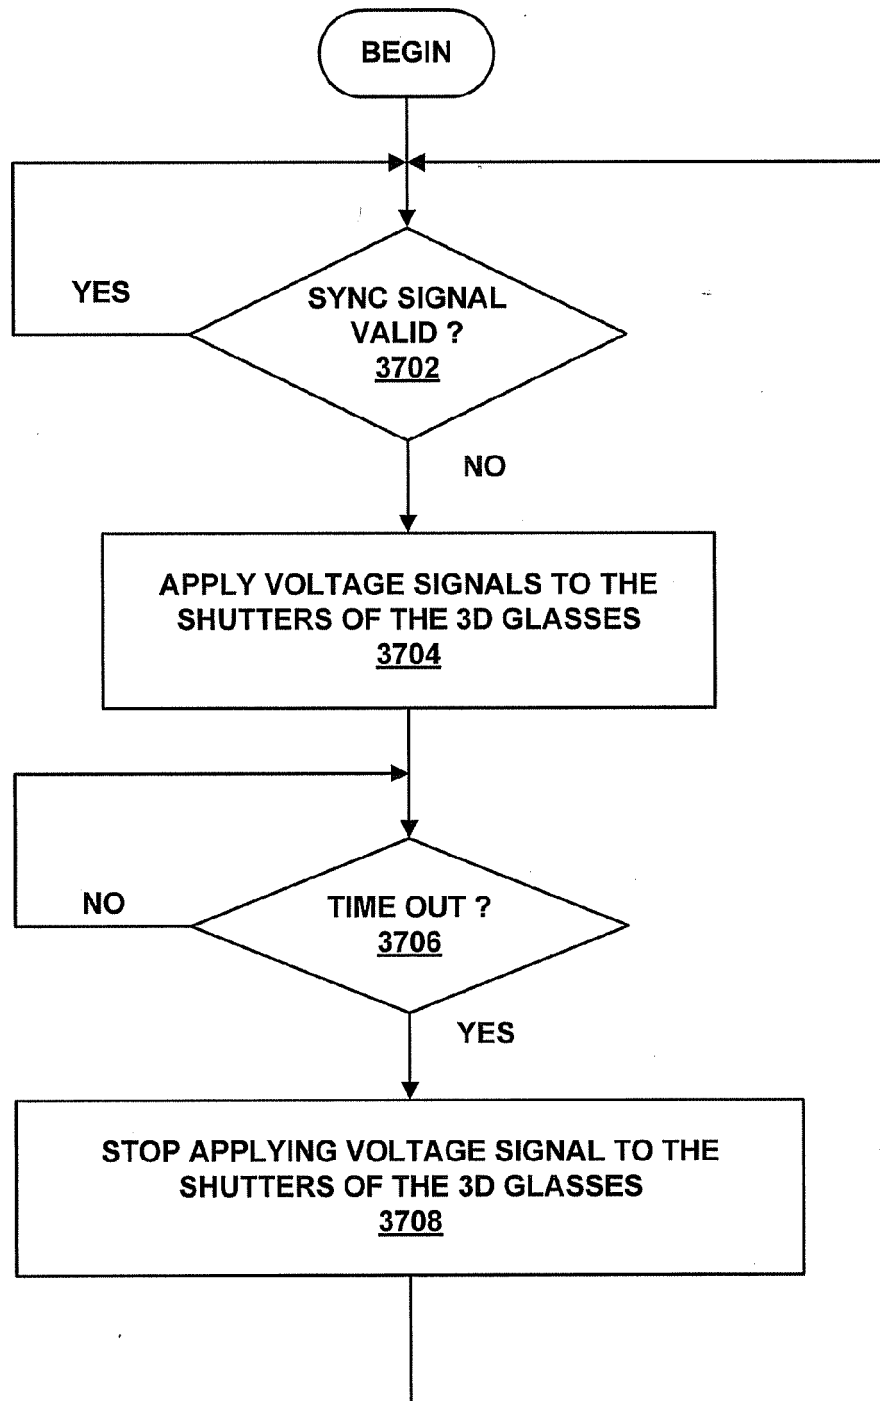 BEGIN
YES
SYNC SIGNAL
VALID ?
3702
NO
APPLY VOLTAGE SIGNALS TO THE
SHUTTERS OF THE 3D GLASSES
3704
NO
TIME OUT ?
3706
YES
STOP APPLYING VOLTAGE SIGNAL TO THE
SHUTTERS OF THE 3D GLASSES
3708